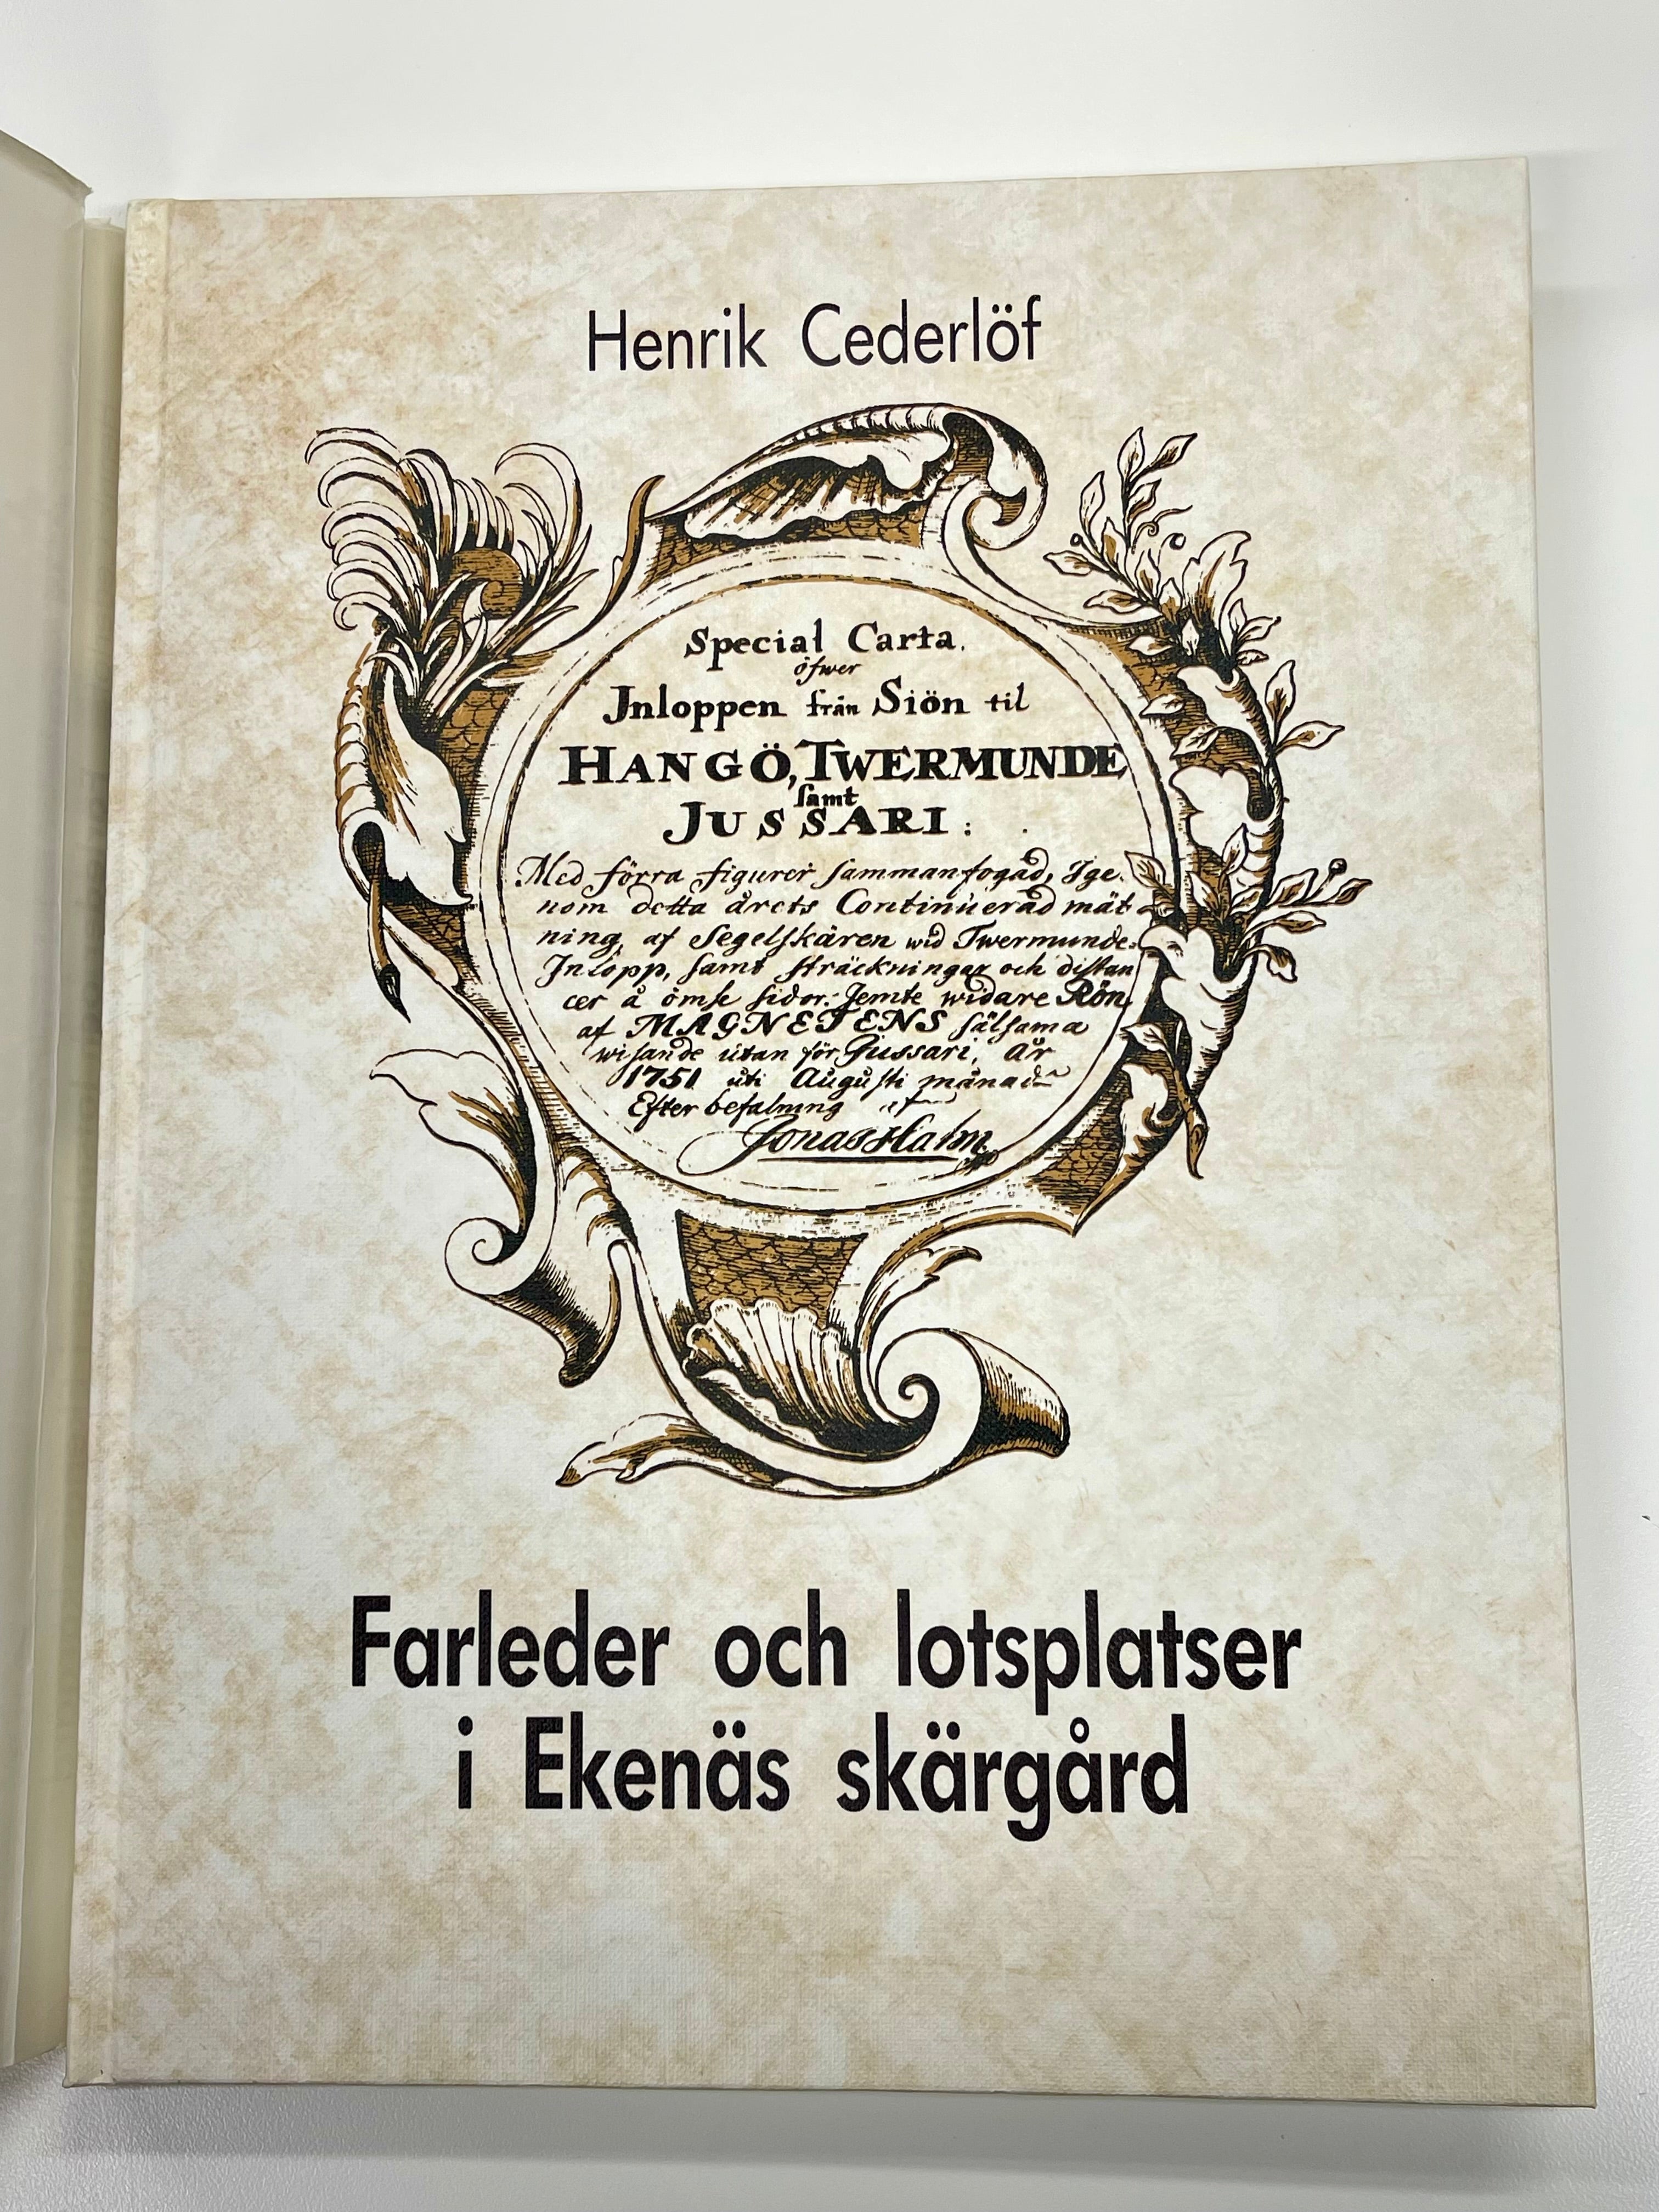 Henrik Cederlöf
Special Carta.
öfwer
Jnloppen från Siön til
HANGÖ, TWERMUNDE
samt
JUSSARI:
Med förra figurer sammanfogad, Ige.
nom detta årets Continuerad mät
ning, af Segelskären wid Twermunde.
Inlopp, samt sträckningar och distan
cer å ömse sidor: Jemte widare Rön.
af MAGNETENS sälsama
wisande utan för Jussari, år
1751 uti Augusti månad
Efter befalning af
Jonas Hahn
Farleder och lotsplatser
i Ekenäs skärgård